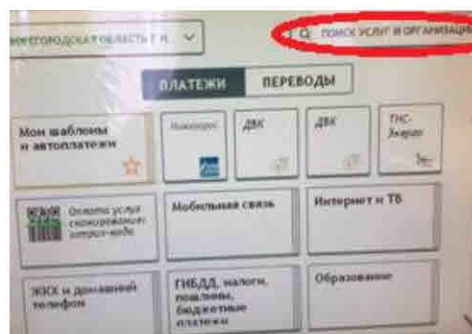 НИЖЕГОРОДСКАЯ ОБЛАСТЬ Г Н.
ПОИСК УСЛУГ И ОРГАНИЗАЦИ
ПЛАТЕЖИ
ПЕРЕВОДЫ
Мои шаблоны
и автоплатежи
ДВК
ДВК
ТНС-
Энерго
Оплата услуг
сканированием
штрих-кода
Мобильная связь
Интернет и ТВ
ЖКХ и домашний
телефон
ГИБДД, налоги,
пошлины,
бюджетные
платежи
Образование